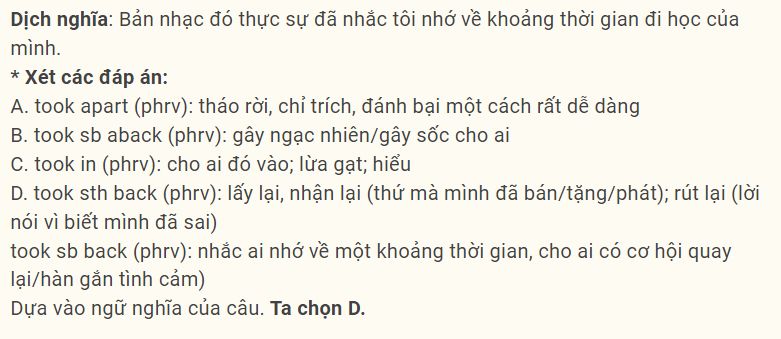 Dịch nghĩa: Bản nhạc đó thực sự đã nhắc tôi nhớ về khoảng thời gian đi học của
mình.
* Xét các đáp án:
A. took apart (phrv): tháo rời, chỉ trích, đánh bại một cách rất dễ dàng
B. took sb aback (phrv): gây ngạc nhiên/gây sốc cho ai
C. took in (phrv): cho ai đó vào; lừa gạt; hiểu
D. took sth back (phrv): lấy lại, nhận lại (thứ mà mình đã bán/tặng/phát); rút lại (lời
nói vì biết mình đã sai)
took sb back (phrv): nhắc ai nhớ về một khoảng thời gian, cho ai có cơ hội quay
lại/hàn gắn tình cảm)
Dựa vào ngữ nghĩa của câu. Ta chọn D.